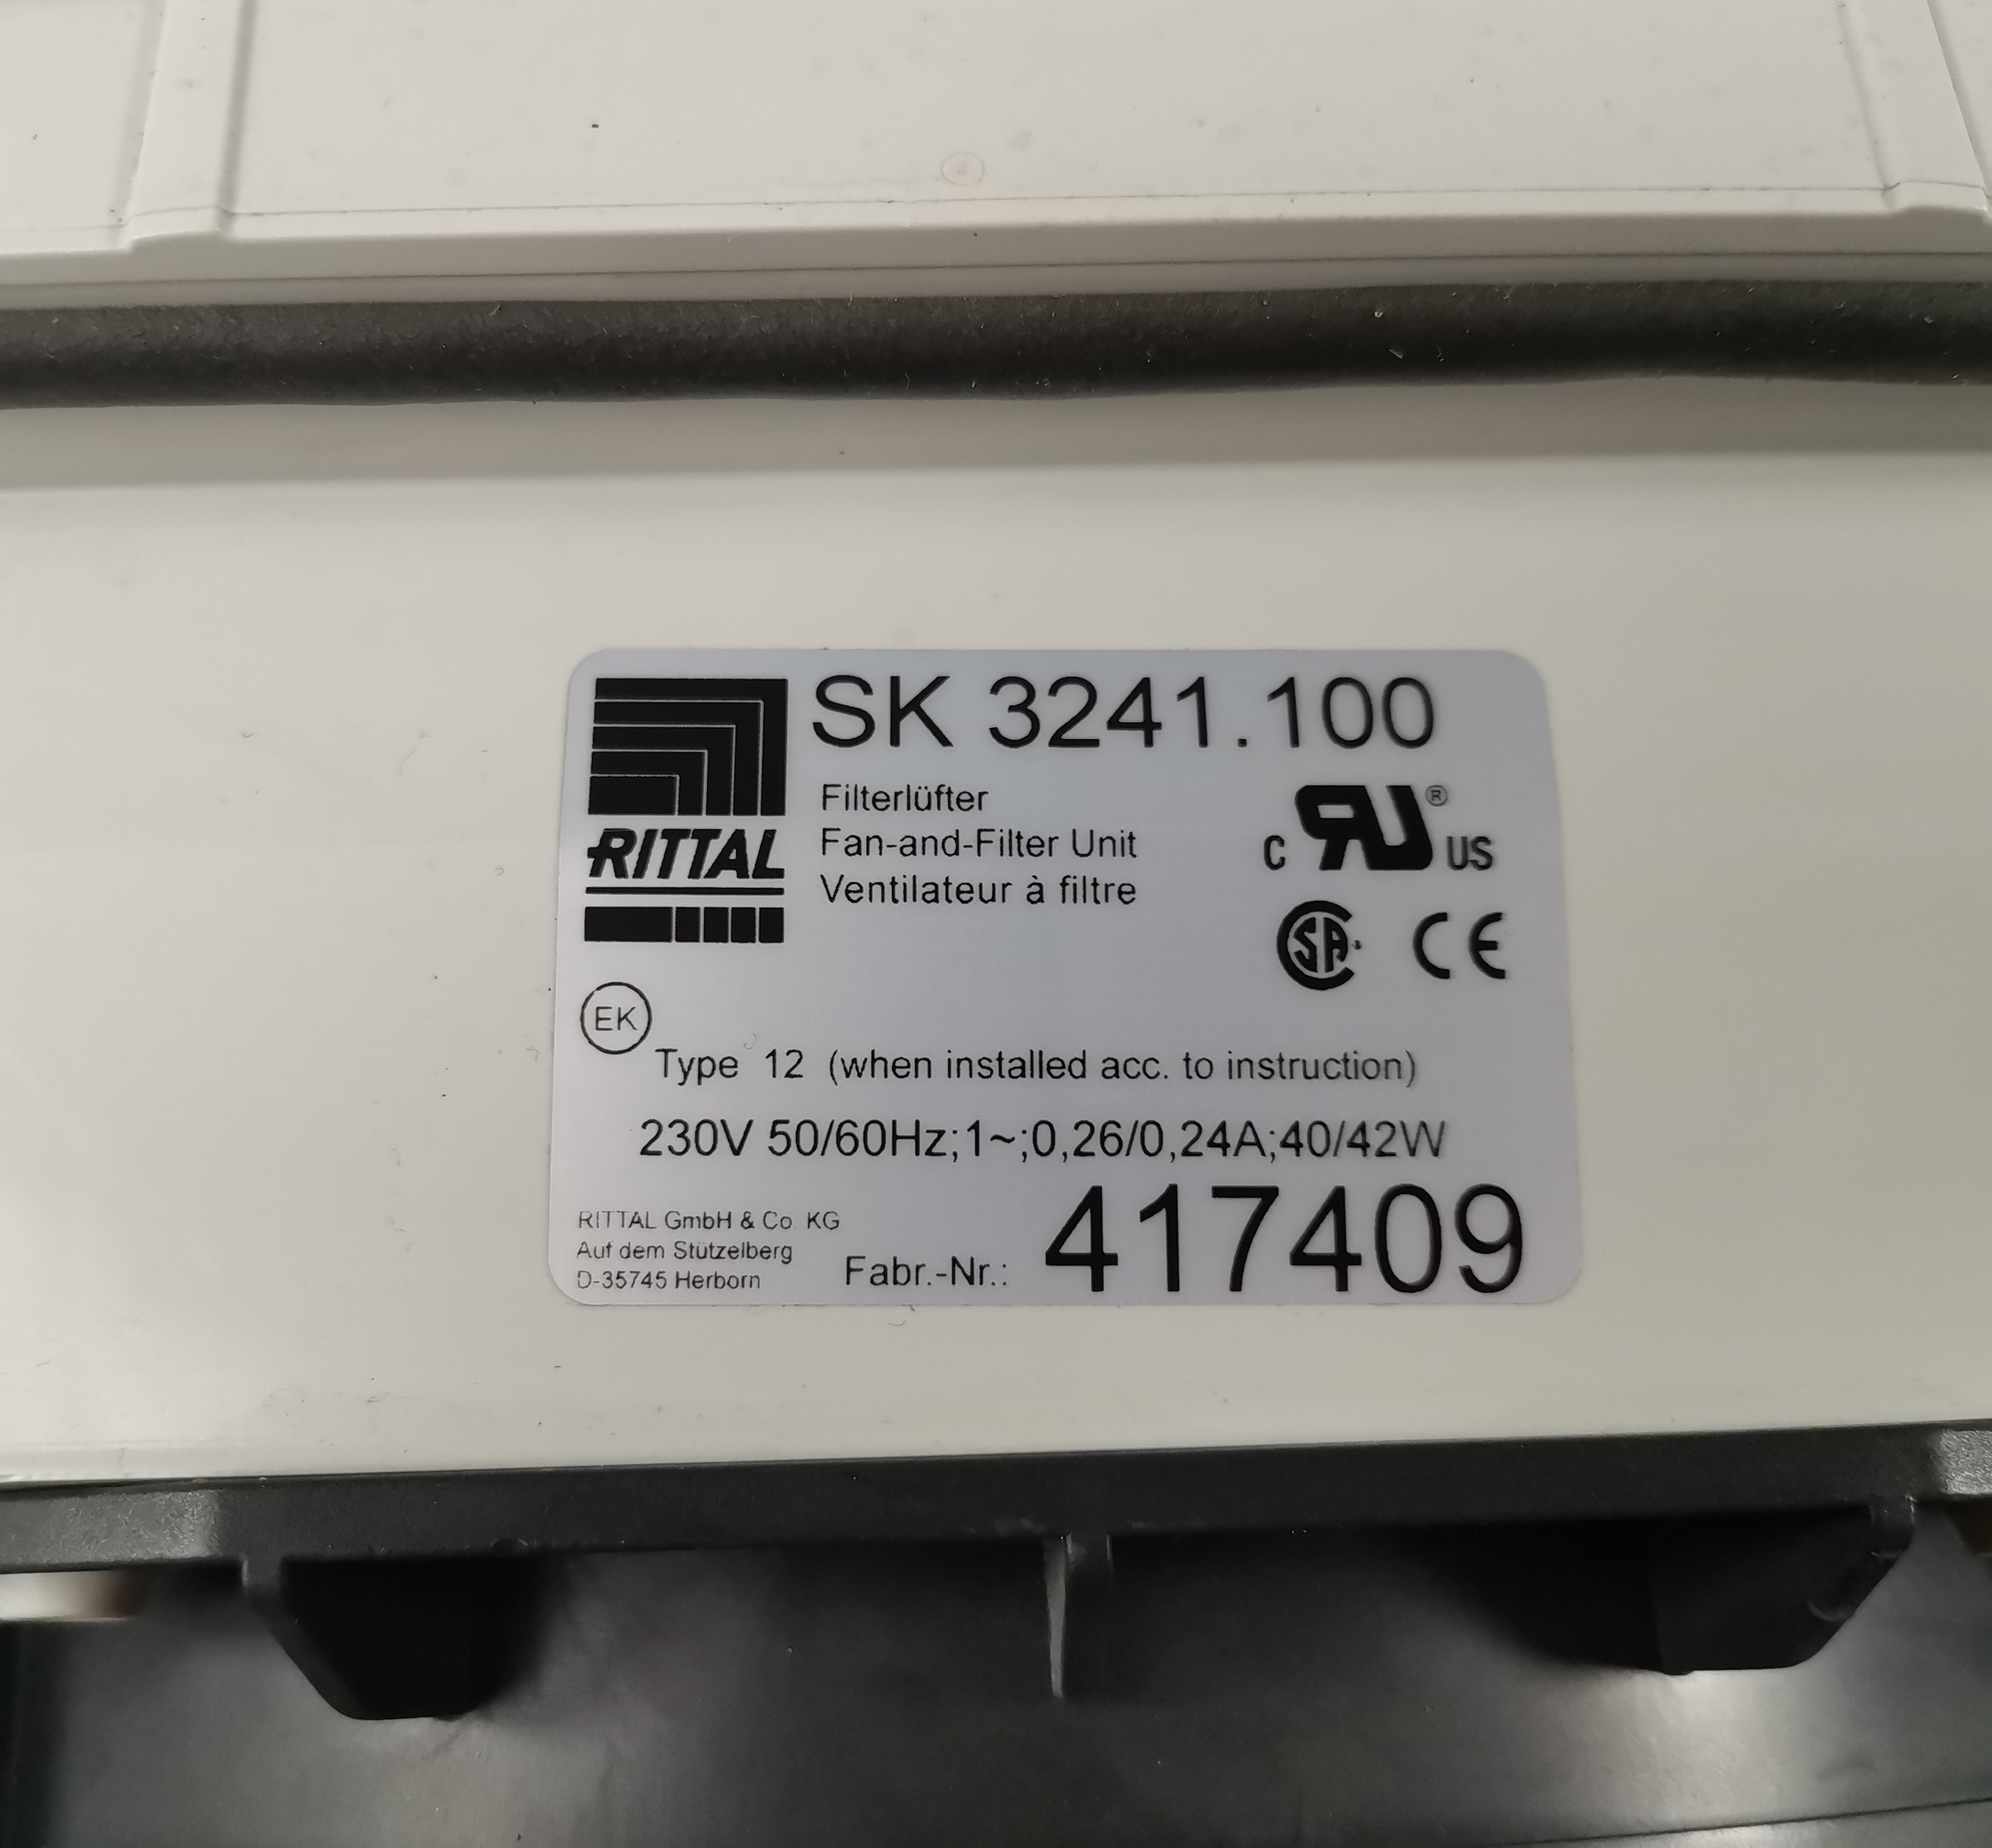 SK 3241.100
RITTAL
Filterlüfter
Fan-and-Filter Unit
Ventilateur à filtre
C RU® US
CSA CE
EK
Type 12 (when installed acc. to instruction)
230V 50/60Hz;1~;0,26/0,24A;40/42W
RITTAL GmbH & Co. KG
Auf dem Stützelberg
D-35745 Herborn
Fabr.-Nr.: 417409